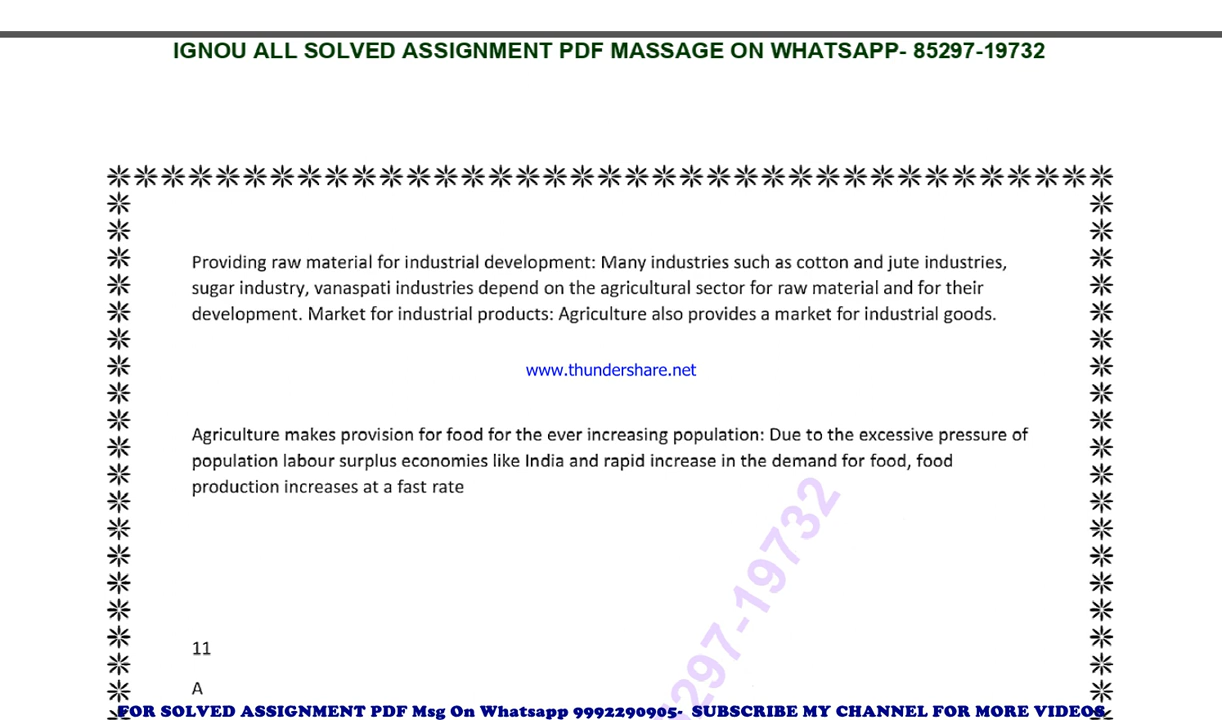 IGNOU ALL SOLVED ASSIGNMENT PDF MASSAGE ON WHATSAPP- 85297-19732
Providing raw material for industrial development: Many industries such as cotton and jute industries,
sugar industry, vanaspati industries depend on the agricultural sector for raw material and for their
development. Market for industrial products: Agriculture also provides a market for industrial goods.
www.thundershare.net
Agriculture makes provision for food for the ever increasing population: Due to the excessive pressure of
population labour surplus economies like India and rapid increase in the demand for food, food
production increases at a fast rate
297-19732
11
A
FOR SOLVED ASSIGNMENT PDF Msg On Whatsapp 9992290905- SUBSCRIBE MY CHANNEL FOR MORE VIDEOS